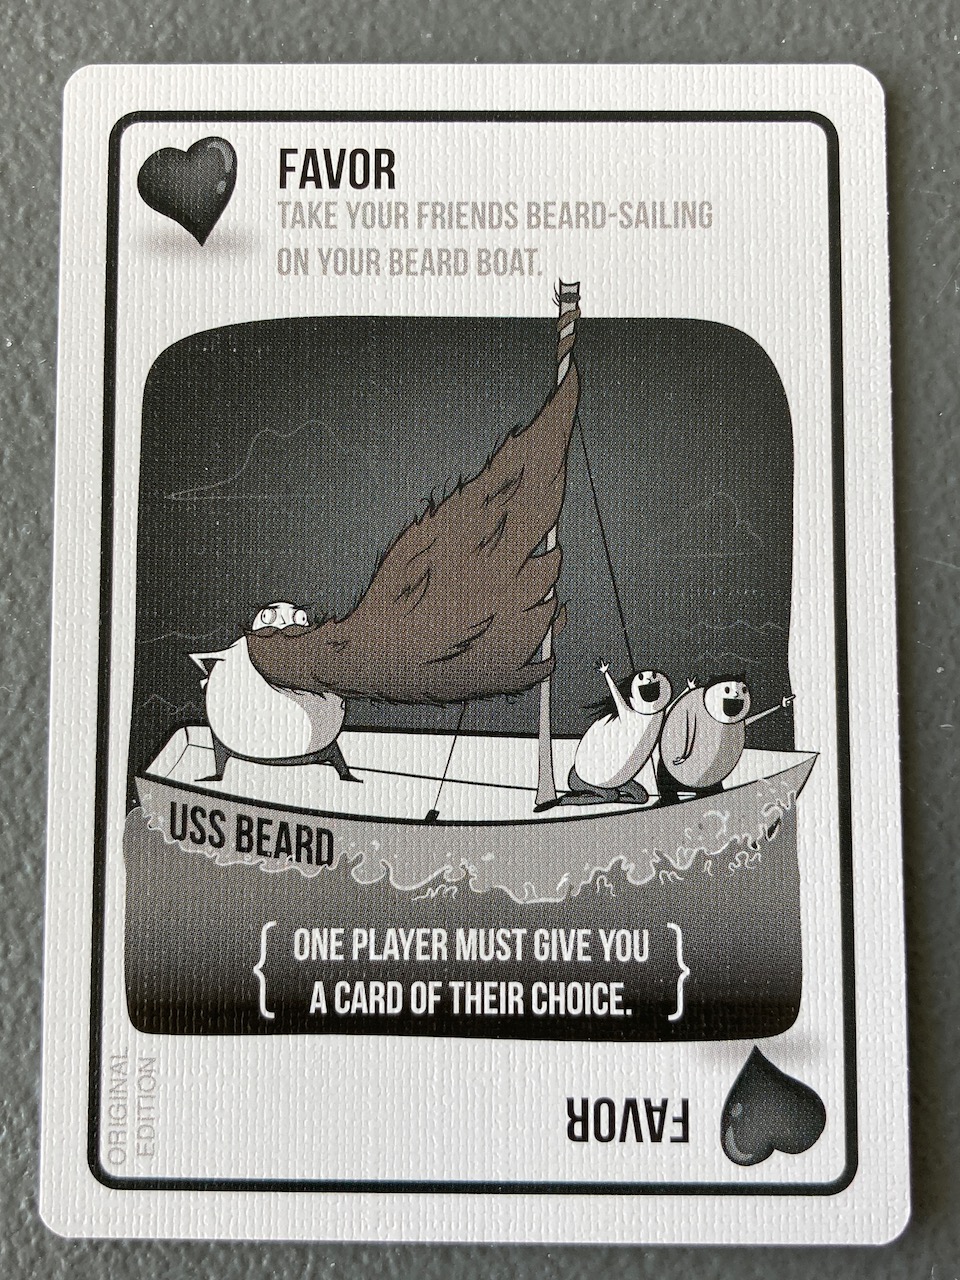 FAVOR
TAKE YOUR FRIENDS BEARD-SAILING
ON YOUR BEARD BOAT.
USS BEARD
{ ONE PLAYER MUST GIVE YOU
A CARD OF THEIR CHOICE. }
ORIGINAL
EDITION
FAVOR